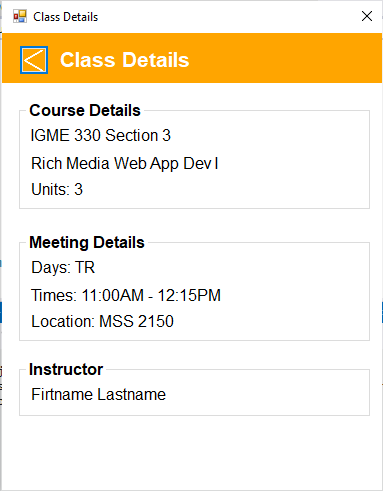 Class Details
Class Details
Course Details
IGME 330 Section 3
Rich Media Web App Dev I
Units: 3
Meeting Details
Days: TR
Times: 11:00AM - 12:15PM
Location: MSS 2150
Instructor
Firtname Lastname